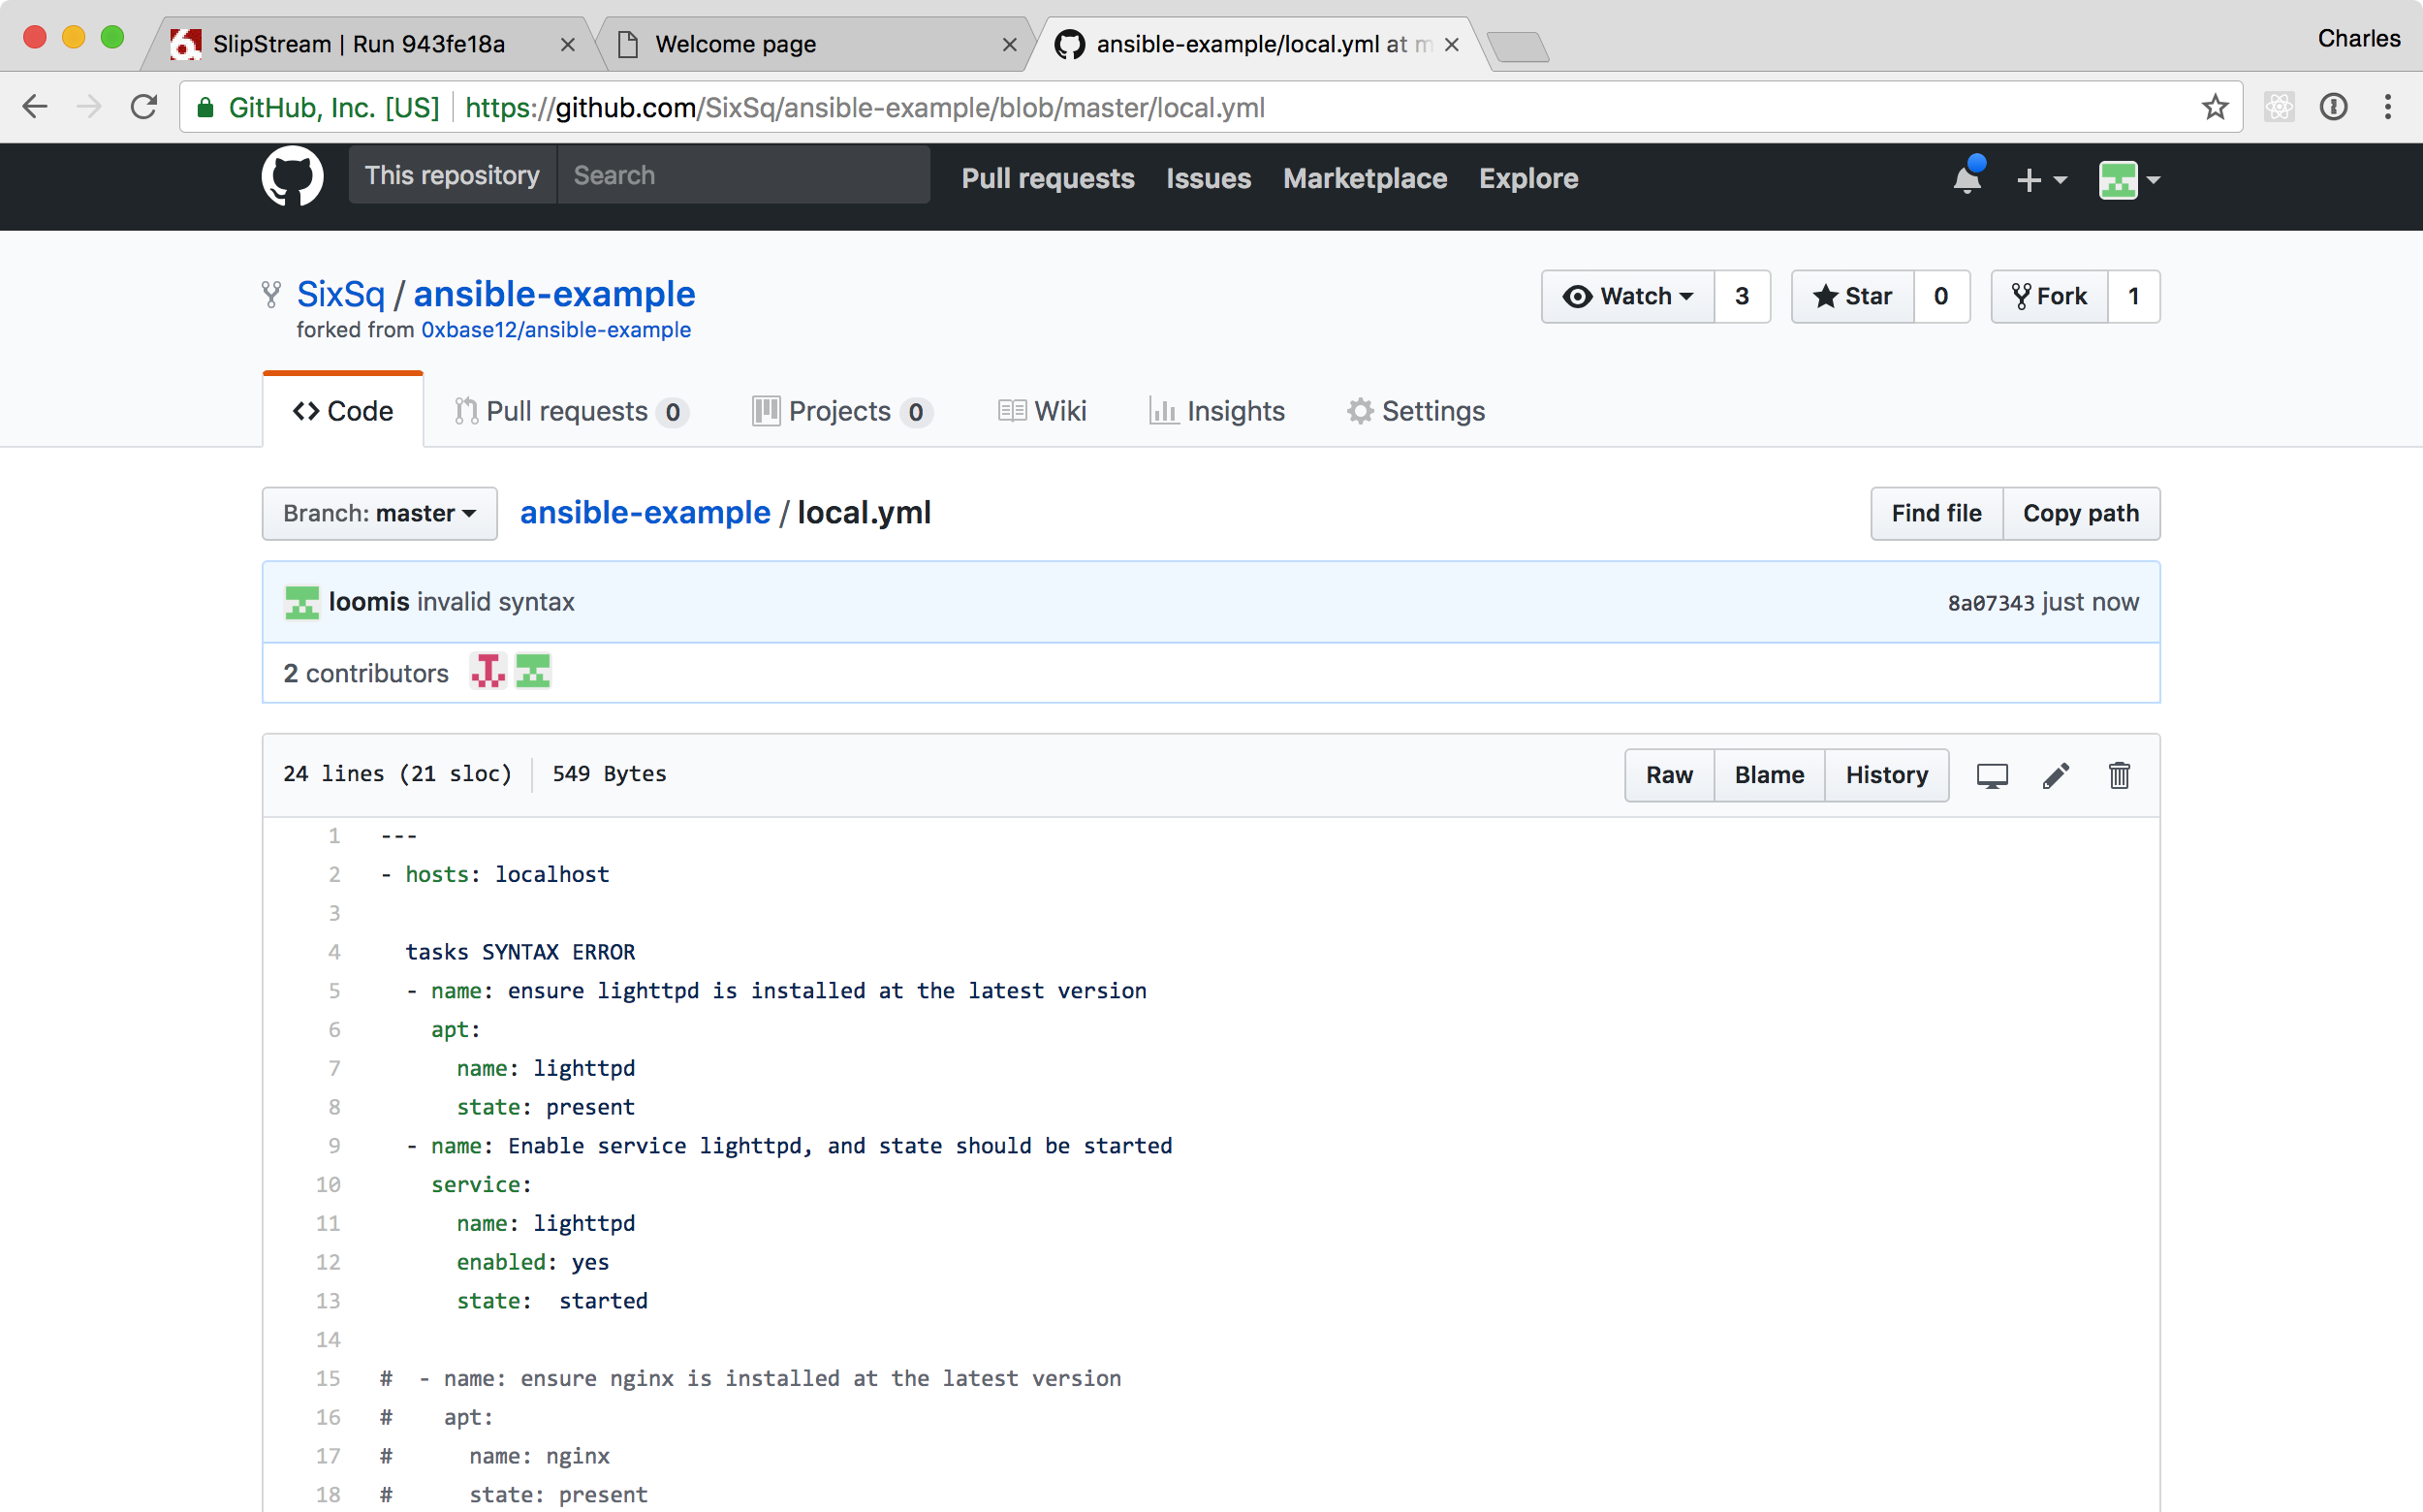 SlipStream | Run 943fe18a
Welcome page
ansible-example/local.yml at m
Charles
GitHub, Inc. [US] https://github.com/SixSq/ansible-example/blob/master/local.yml
This repository Search Pull requests Issues Marketplace Explore
SixSq / ansible-example
Watch 3 Star 0 Fork 1
forked from 0xbase12/ansible-example
Code Pull requests 0 Projects 0 Wiki Insights Settings
Branch: master ansible-example / local.yml Find file Copy path
loomis invalid syntax 8a07343 just now
2 contributors
24 lines (21 sloc) 549 Bytes Raw Blame History
1 ---
2 - hosts: localhost
3
4 tasks SYNTAX ERROR
5 - name: ensure lighttpd is installed at the latest version
6 apt:
7 name: lighttpd
8 state: present
9 - name: Enable service lighttpd, and state should be started
10 service:
11 name: lighttpd
12 enabled: yes
13 state:  started
14
15 #  - name: ensure nginx is installed at the latest version
16 #    apt:
17 #      name: nginx
18 #      state: present